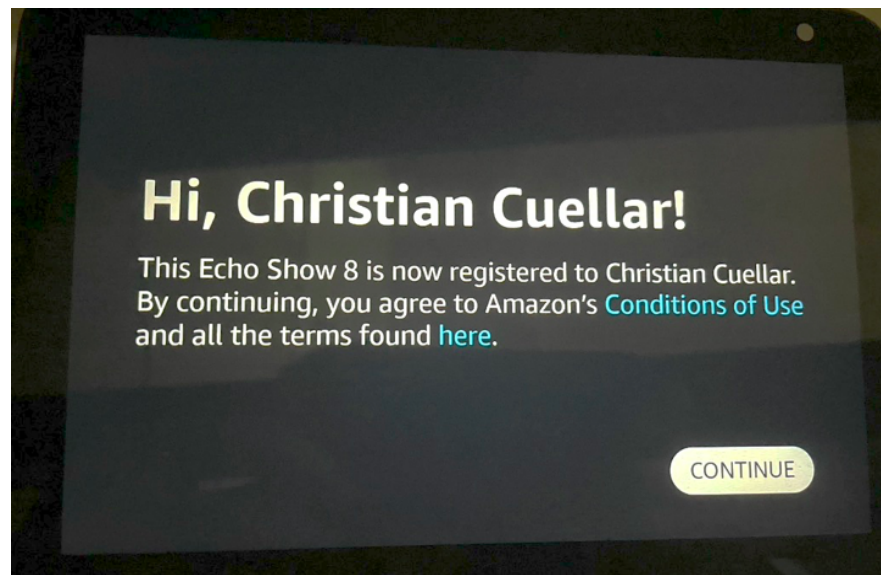 Hi, Christian Cuellar!
This Echo Show 8 is now registered to Christian Cuellar.
By continuing, you agree to Amazon's Conditions of Use
and all the terms found here.
CONTINUE